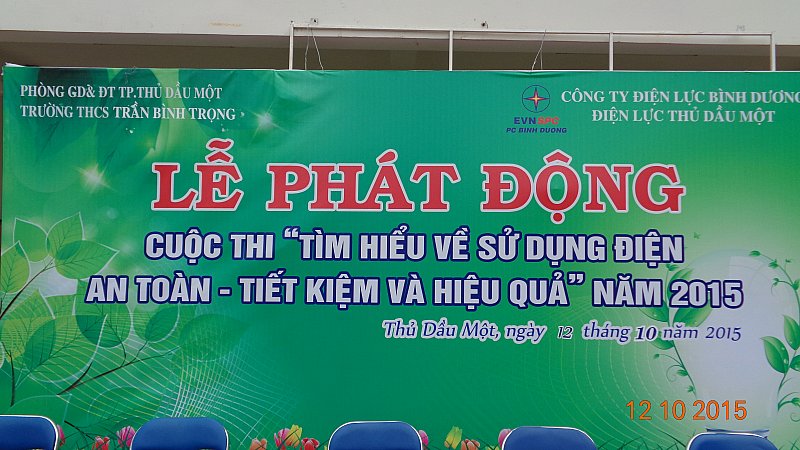 PHÒNG GD& ĐT TP.THỦ DẦU MỘT
TRƯỜNG THCS TRẦN BÌNH TRỌNG
EVNSPC
PC BINH DUONG
CÔNG TY ĐIỆN LỰC BÌNH DƯƠNG
ĐIỆN LỰC THỦ DẦU MỘT
LỄ PHÁT ĐỘNG
CUỘC THI “TÌM HIỂU VỀ SỬ DỤNG ĐIỆN
AN TOÀN - TIẾT KIỆM VÀ HIỆU QUẢ” NĂM 2015
Thủ Dầu Một, ngày 12 tháng 10 năm 2015
12 10 2015